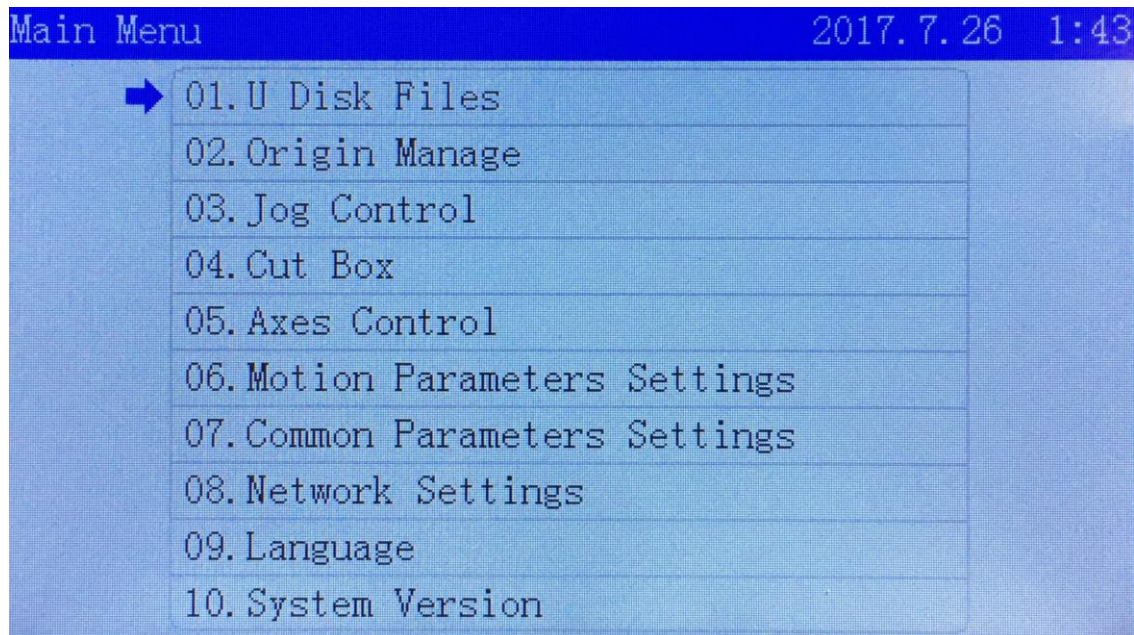 Main Menu 2017.7.26 1:43
01.U Disk Files
02.Origin Manage
03.Jog Control
04.Cut Box
05.Axes Control
06.Motion Parameters Settings
07.Common Parameters Settings
08.Network Settings
09.Language
10.System Version